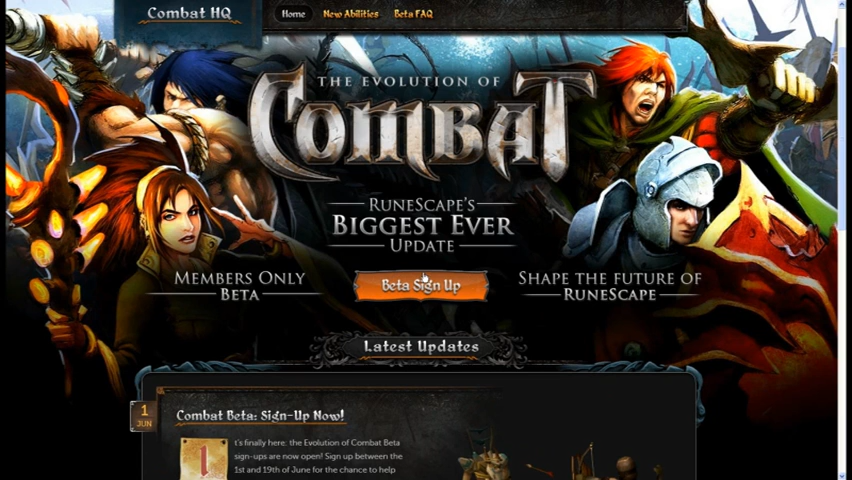 Combat HQ
Home New Abilities Beta FAQ
The Evolution of
Combat
RuneScape's
Biggest Ever
Update
Members Only
Beta
Beta Sign Up
Shape the future of
RuneScape
Latest Updates
1
JUN
Combat Beta: Sign-Up Now!
I
t's finally here: the Evolution of Combat Beta
sign-ups are now open! Sign up between the
1st and 19th of June for the chance to help